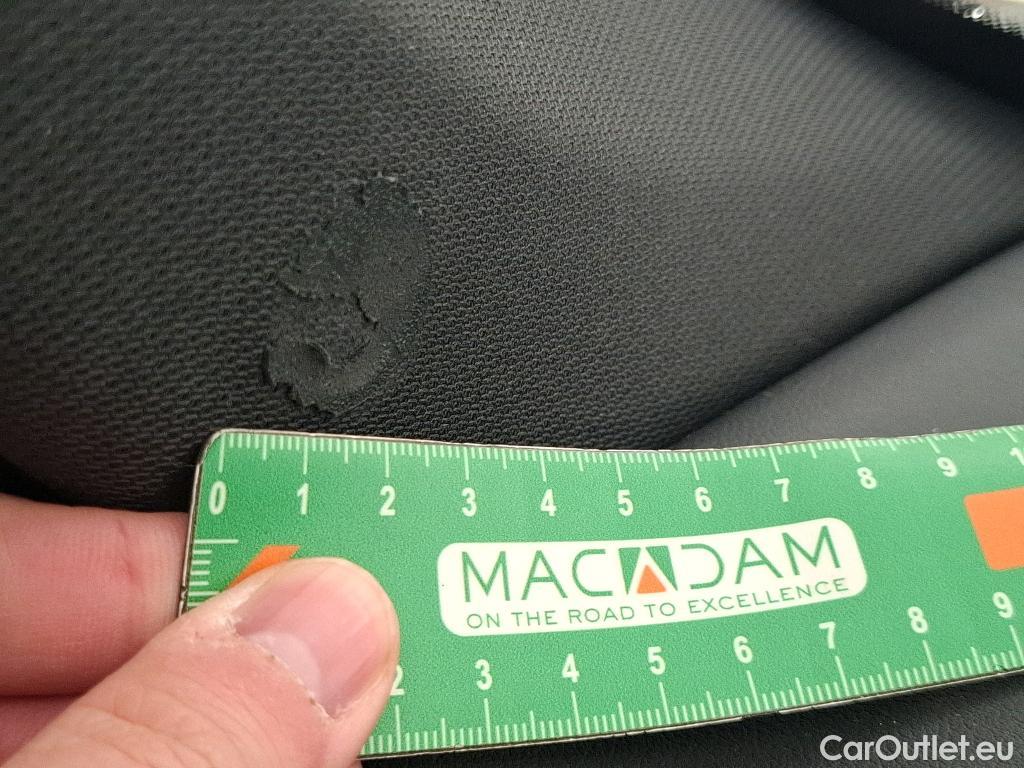 0 1 2 3 4 5 6 7 8 9 1
MACADAM
ON THE ROAD TO EXCELLENCE
2 3 4 5 6 7 8 9
CarOutlet.eu